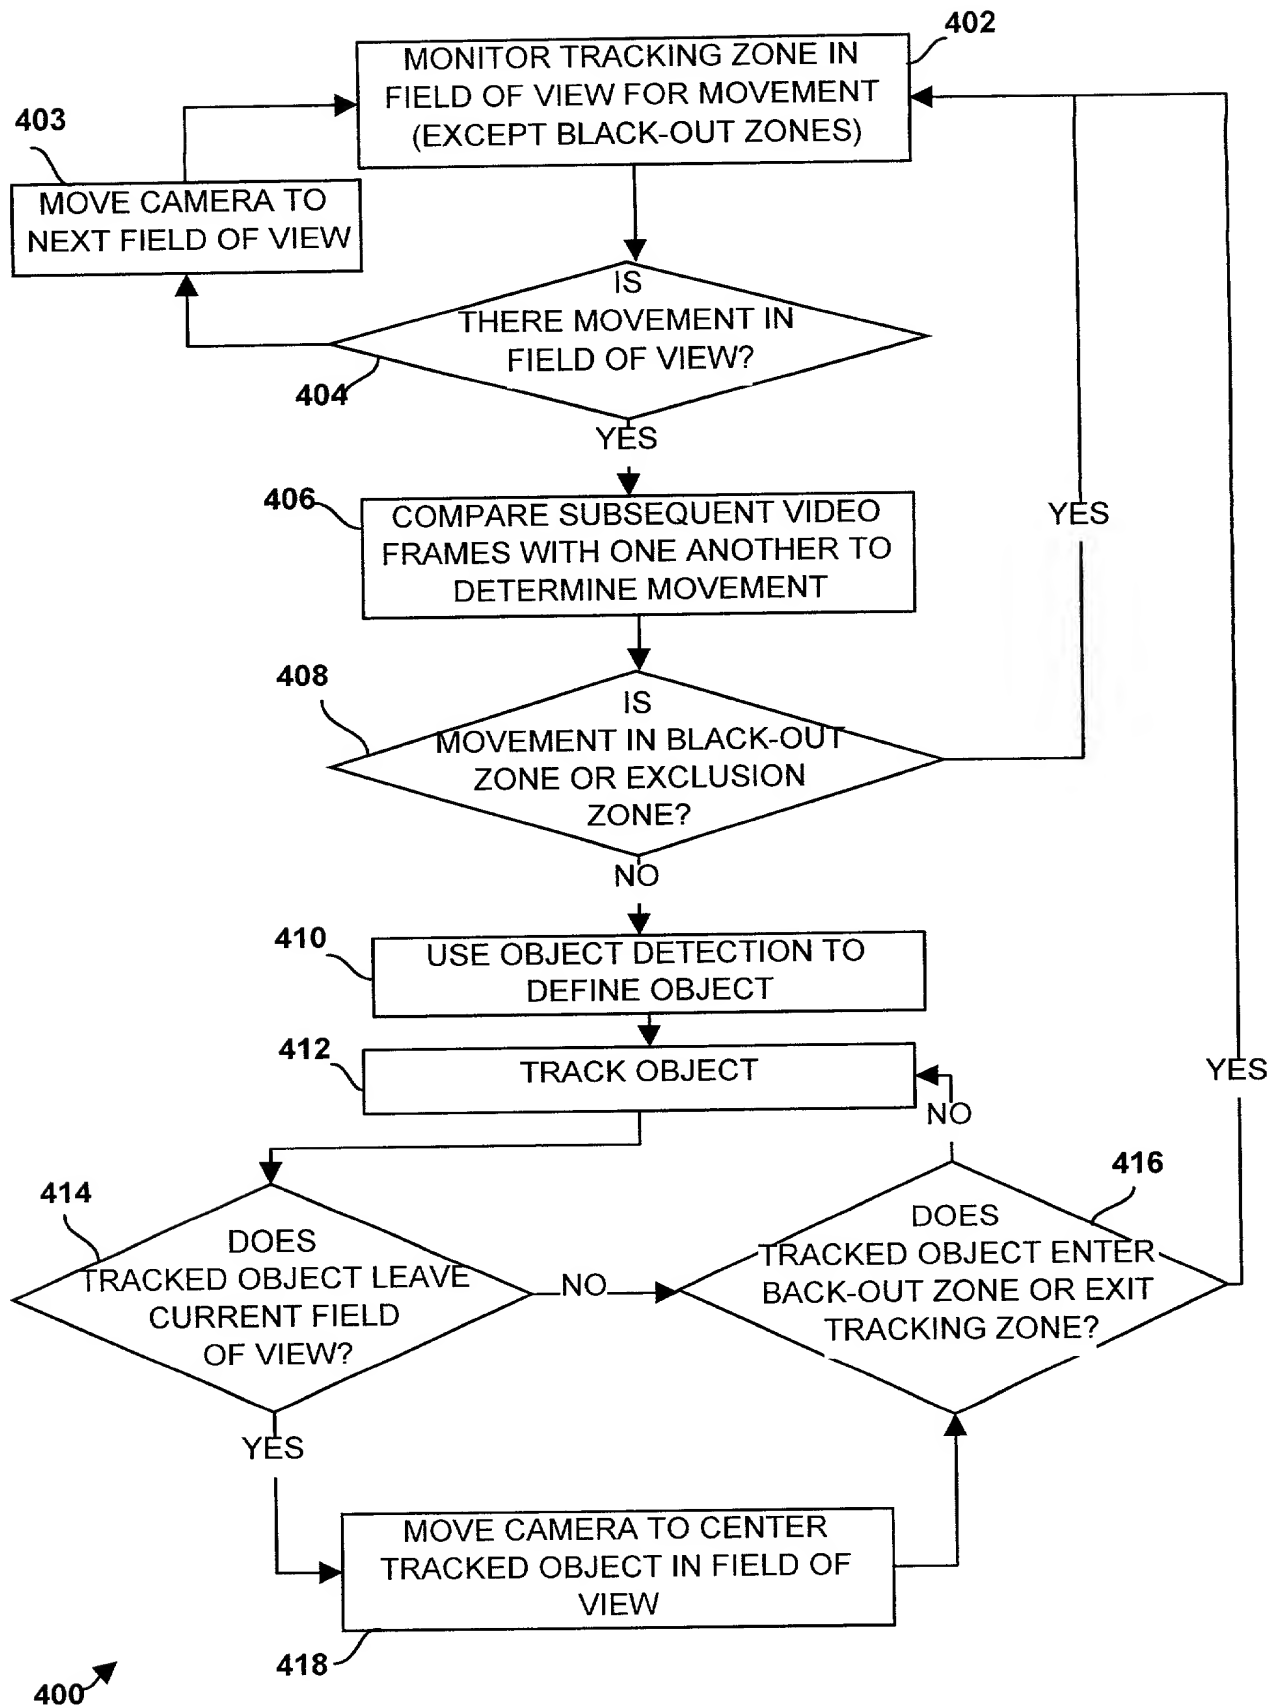 402
MONITOR TRACKING ZONE IN
FIELD OF VIEW FOR MOVEMENT
(EXCEPT BLACK-OUT ZONES)
403
MOVE CAMERA TO
NEXT FIELD OF VIEW
IS
THERE MOVEMENT IN
FIELD OF VIEW?
404
YES
406
COMPARE SUBSEQUENT VIDEO
FRAMES WITH ONE ANOTHER TO
DETERMINE MOVEMENT
YES
408
IS
MOVEMENT IN BLACK-OUT
ZONE OR EXCLUSION
ZONE?
NO
410
USE OBJECT DETECTION TO
DEFINE OBJECT
412
TRACK OBJECT
YES
NO
414
DOES
TRACKED OBJECT LEAVE
CURRENT FIELD
OF VIEW?
NO
416
DOES
TRACKED OBJECT ENTER
BACK-OUT ZONE OR EXIT
TRACKING ZONE?
YES
MOVE CAMERA TO CENTER
TRACKED OBJECT IN FIELD OF
VIEW
418
400